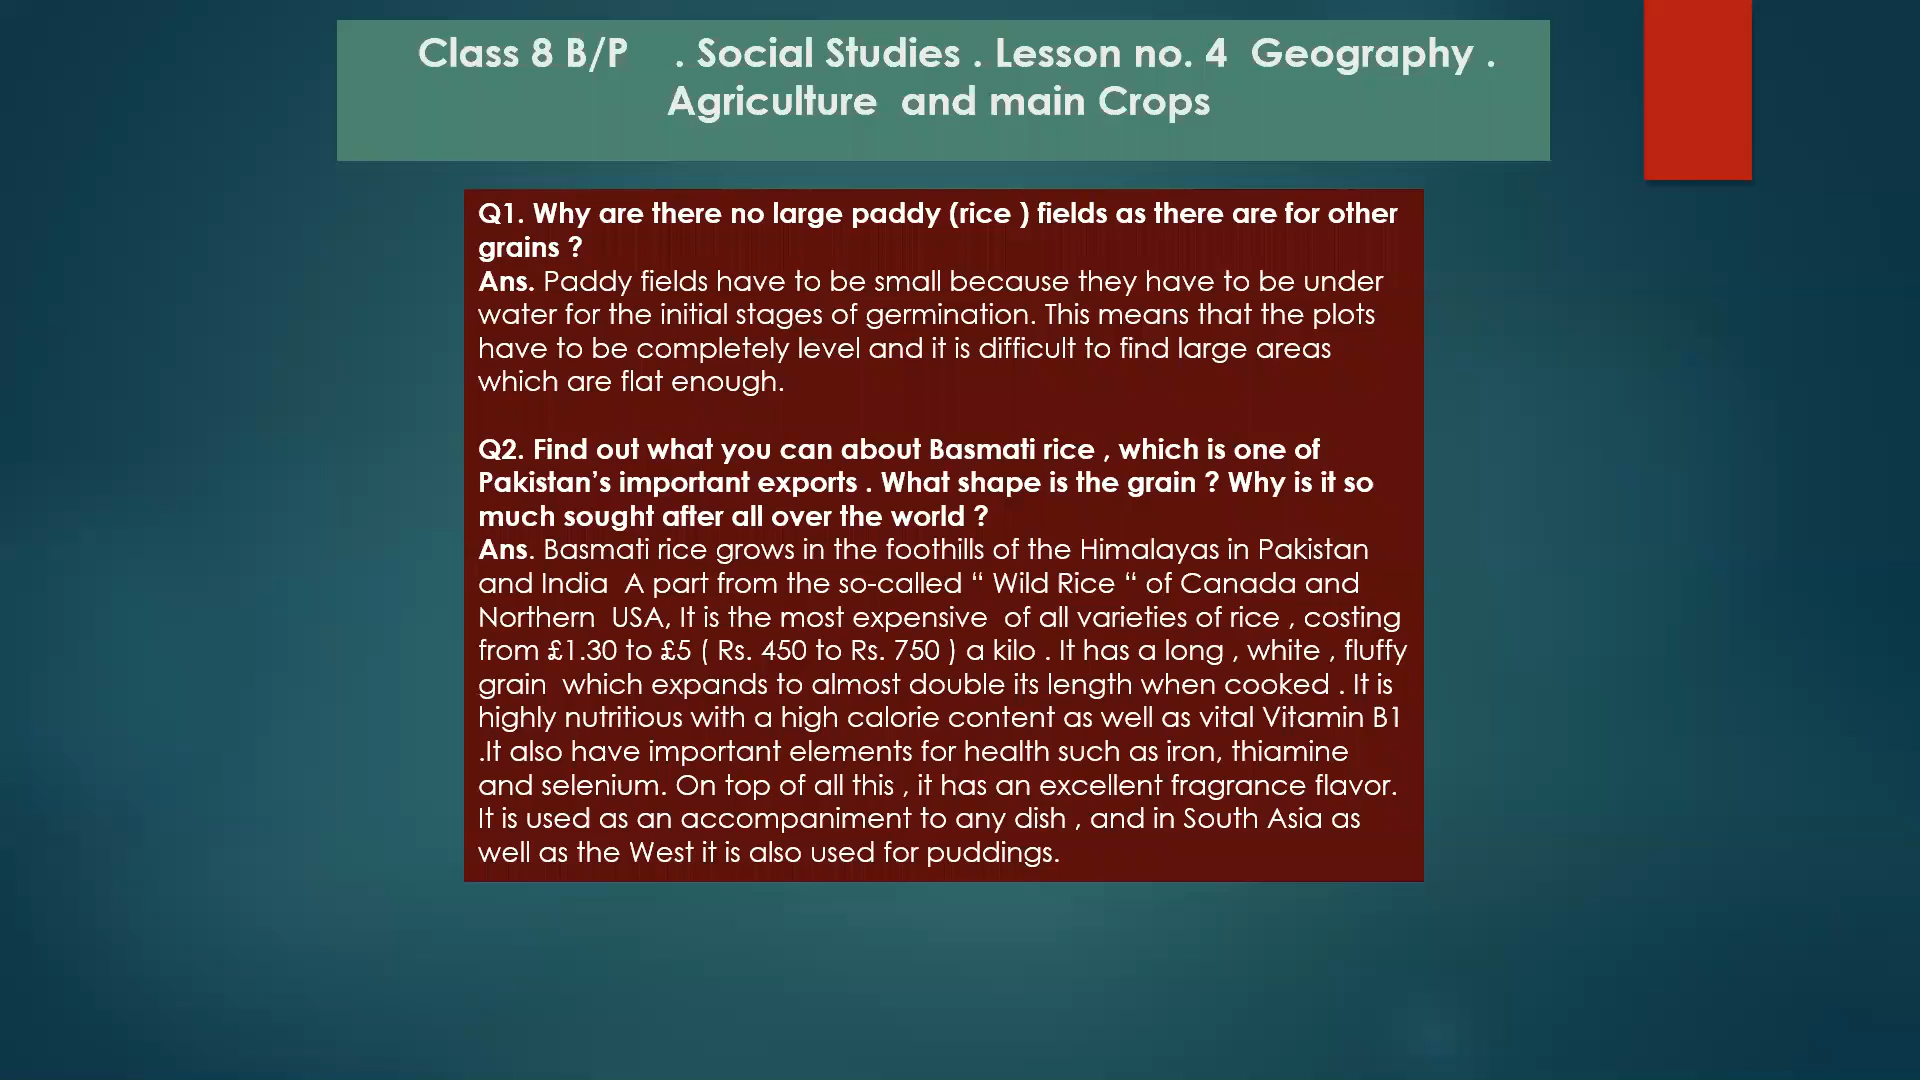 Class 8 B/P . Social Studies . Lesson no. 4 Geography .
Agriculture and main Crops
Q1. Why are there no large paddy (rice ) fields as there are for other
grains ?
Ans. Paddy fields have to be small because they have to be under
water for the initial stages of germination. This means that the plots
have to be completely level and it is difficult to find large areas
which are flat enough.
Q2. Find out what you can about Basmati rice , which is one of
Pakistan’s important exports . What shape is the grain ? Why is it so
much sought after all over the world ?
Ans. Basmati rice grows in the foothills of the Himalayas in Pakistan
and India A part from the so-called “ Wild Rice “ of Canada and
Northern USA, It is the most expensive of all varieties of rice , costing
from £1.30 to £5 ( Rs. 450 to Rs. 750 ) a kilo . It has a long , white , fluffy
grain which expands to almost double its length when cooked . It is
highly nutritious with a high calorie content as well as vital Vitamin B1
.It also have important elements for health such as iron, thiamine
and selenium. On top of all this , it has an excellent fragrance flavor.
It is used as an accompaniment to any dish , and in South Asia as
well as the West it is also used for puddings.